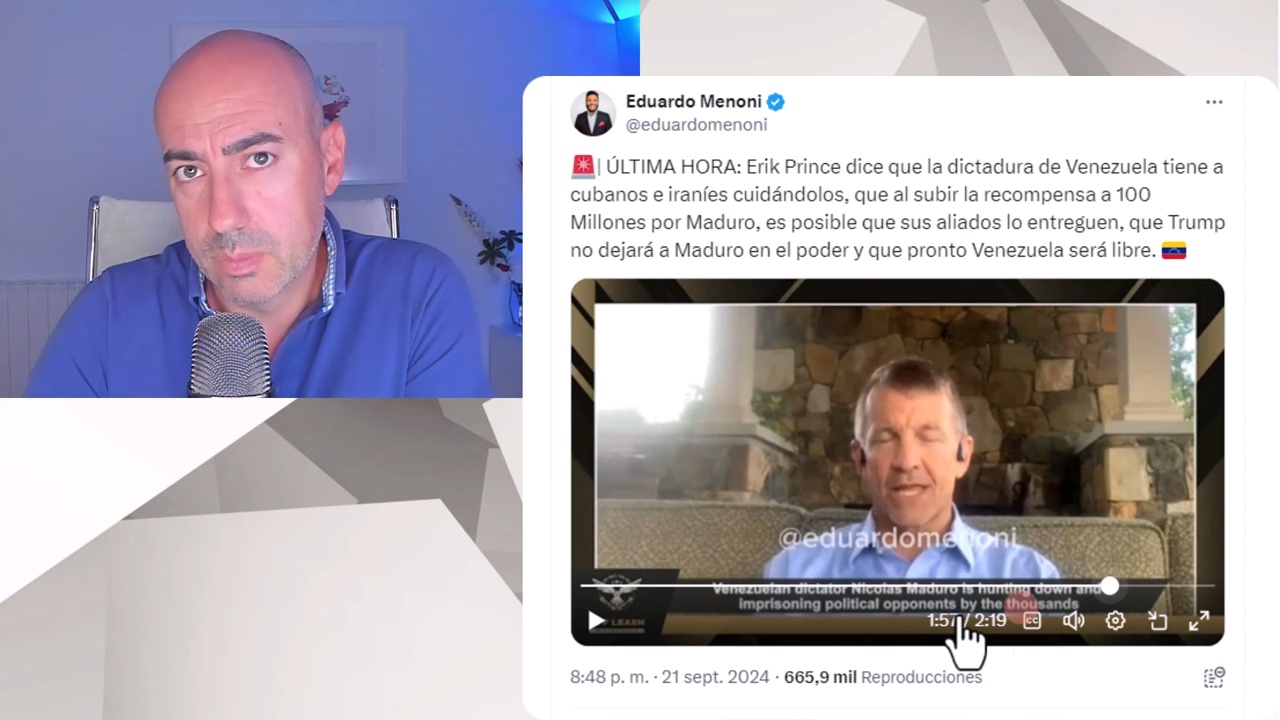 Eduardo Menoni
@eduardomenoni
| ÚLTIMA HORA: Erik Prince dice que la dictadura de Venezuela tiene a
cubanos e iraníes cuidándolos, que al subir la recompensa a 100
Millones por Maduro, es posible que sus aliados lo entreguen, que Trump
no dejará a Maduro en el poder y que pronto Venezuela será libre.
@eduardomenoni
Venezuelan dictator Nicolas Maduro is hunting down and
imprisoning political opponents by the thousands
LEASH
1:57 / 2:19
CC
8:48 p. m. · 21 sept. 2024 · 665,9 mil Reproducciones